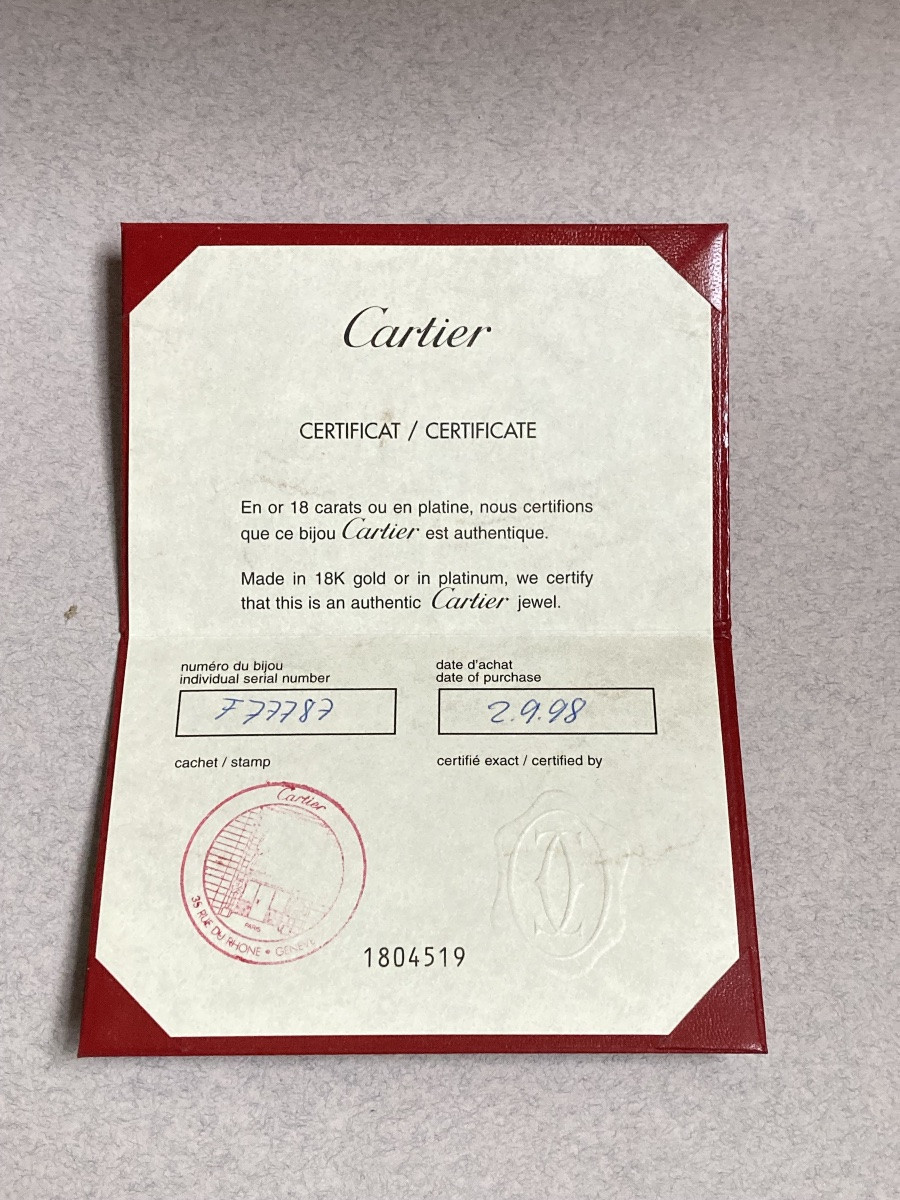 Cartier
CERTIFICAT / CERTIFICATE
En or 18 carats ou en platine, nous certifions
que ce bijou Cartier est authentique.
Made in 18K gold or in platinum, we certify
that this is an authentic Cartier jewel.
numéro du bijou
individual serial number
F77787
date d'achat
date of purchase
2.9.98
cachet / stamp
certifié exact / certified by
Cartier
PARIS
35 RUE DU RHONE • GENEVE
1804519